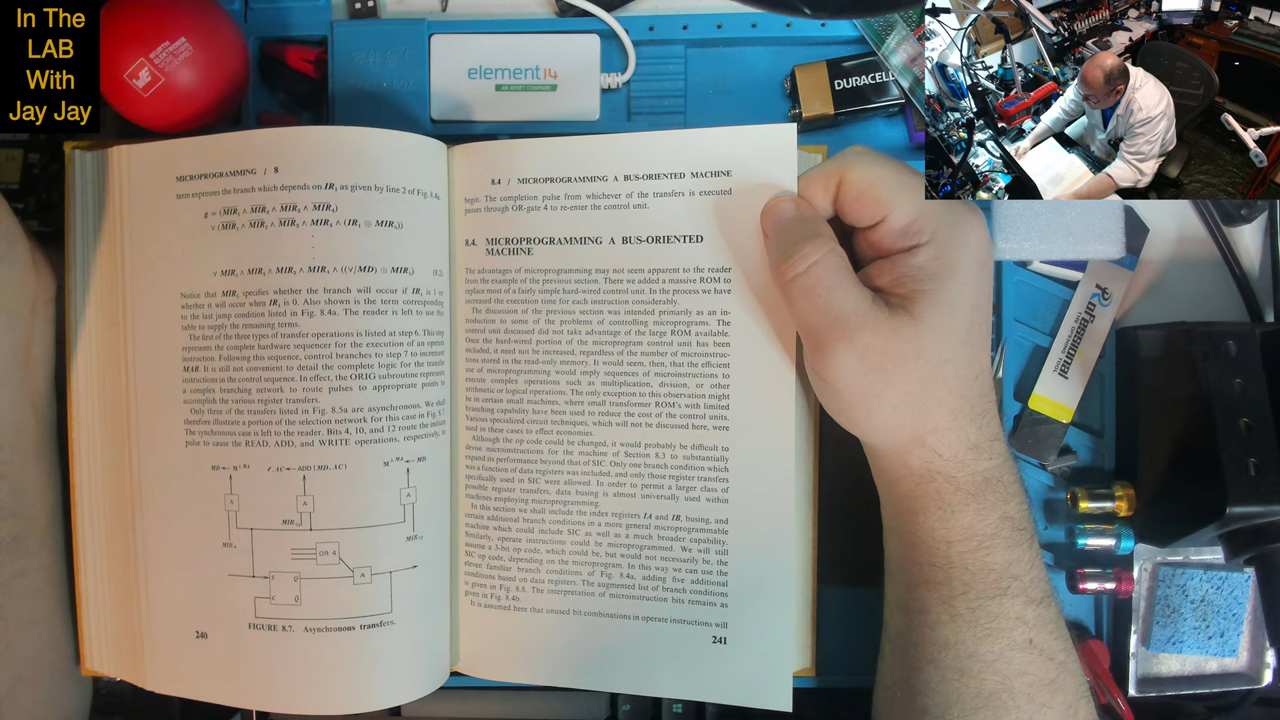 In The
LAB
With
Jay Jay
WÜRTH
ELEKTRONIK
element14
AN AVNET COMPANY
DURACELL
MICROPROGRAMMING / 8
term expresses the branch which depends on IR₁ as given by line 2 of Fig. 8.4a.
∨ MIR₁ ∧ MIR₂ ∧ MIR₃ ∧ MIR₄ ∧ ((∨/MD) ⊕ MIR₅) (8.2)
Notice that MIR₅ specifies whether the branch will occur if IR₁ is 1 or
whether it will occur when IR₁ is 0. Also shown is the term corresponding
to the last jump condition listed in Fig. 8.4a. The reader is left to use this
table to supply the remaining terms.
The first of the three types of transfer operations is listed at step 6. This step
represents the complete hardware sequencer for the execution of an operate
instruction. Following this sequence, control branches to step 7 to increment
MAR. It is still not convenient to detail the complete logic for the transfer
instructions in the control sequence. In effect, the ORIG subroutine represents
a complex branching network to route pulses to appropriate points to
accomplish the various register transfers.
Only three of the transfers listed in Fig. 8.5a are asynchronous. We shall
therefore illustrate a portion of the selection network for this case in Fig. 8.7.
The synchronous case is left to the reader. Bits 4, 10, and 12 route the initiate
pulse to cause the READ, ADD, and WRITE operations, respectively, to
MD ← M
ℓ, AC ← ADD (MD, AC)
← MD
A
A
A
MIR₁₀
MIR₄
MIR₁₂
OR 4
A
S Q
C Q̄
FIGURE 8.7. Asynchronous transfers.
240
8.4 / MICROPROGRAMMING A BUS-ORIENTED MACHINE
begin. The completion pulse from whichever of the transfers is executed
passes through OR-gate 4 to re-enter the control unit.
8.4. MICROPROGRAMMING A BUS-ORIENTED
MACHINE
The advantages of microprogramming may not seem apparent to the reader
from the example of the previous section. There we added a massive ROM to
replace most of a fairly simple hard-wired control unit. In the process we have
increased the execution time for each instruction considerably.
The discussion of the previous section was intended primarily as an in-
troduction to some of the problems of controlling microprograms. The
control unit discussed did not take advantage of the large ROM available.
Once the hard-wired portion of the microprogram control unit has been
included, it need not be increased, regardless of the number of microinstruc-
tions stored in the read-only memory. It would seem, then, that the efficient
use of microprogramming would imply sequences of microinstructions to
execute complex operations such as multiplication, division, or other
arithmetic or logical operations. The only exception to this observation might
be in certain small machines, where small transformer ROM's with limited
branching capability have been used to reduce the cost of the control units.
Various specialized circuit techniques, which will not be discussed here, were
used in these cases to effect economies.
Although the op code could be changed, it would probably be difficult to
devise microinstructions for the machine of Section 8.3 to substantially
expand its performance beyond that of SIC. Only one branch condition which
was a function of data registers was included, and only those register transfers
specifically used in SIC were allowed. In order to permit a larger class of
possible register transfers, data busing is almost universally used within
machines employing microprogramming.
In this section we shall include the index registers IA and IB, busing, and
certain additional branch conditions in a more general microprogrammable
machine which could include SIC as well as a much broader capability.
Similarly, operate instructions could be microprogrammed. We will still
assume a 3-bit op code, which could be, but would not necessarily be, the
SIC op code, depending on the microprogram. In this way we can use the
eleven familiar branch conditions of Fig. 8.4a, adding five additional
conditions based on data registers. The augmented list of branch conditions
is given in Fig. 8.8. The interpretation of microinstruction bits remains as
given in Fig. 8.4b.
It is assumed here that unused bit combinations in operate instructions will
241